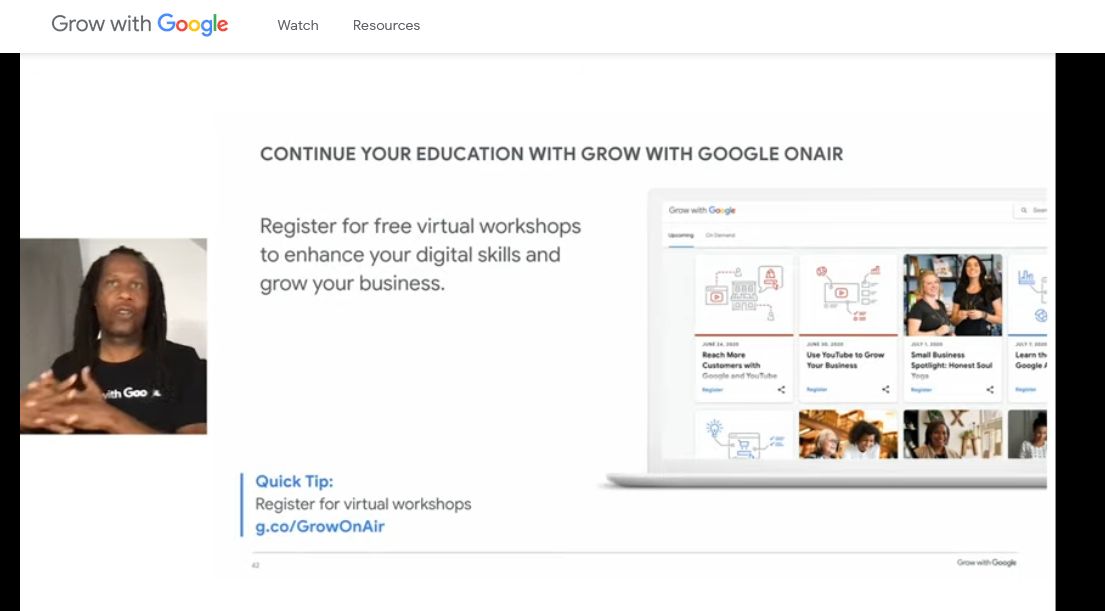 Grow with Google
Watch
Resources
CONTINUE YOUR EDUCATION WITH GROW WITH GOOGLE ONAIR
Register for free virtual workshops
to enhance your digital skills and
grow your business.
Grow with Google
Upcoming
On Demand
JUNE 24, 2020
Reach More
Customers with
Google and YouTube
Register
JUNE 30, 2020
Use YouTube to Grow
Your Business
Register
JULY 1, 2020
Small Business
Spotlight: Honest Soul
Yoga
Register
JULY 7, 2020
Learn th
Google A
Register
with Goo
Quick Tip:
Register for virtual workshops
g.co/GrowOnAir
42
Grow with Google